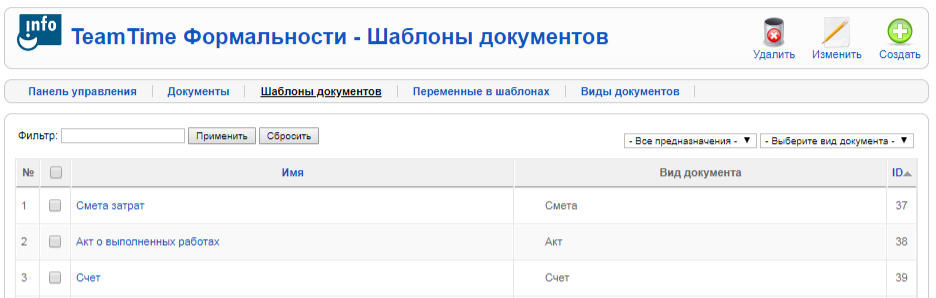 info
TeamTime Формальности - Шаблоны документов
Удалить Изменить Создать
Панель управления Документы Шаблоны документов Переменные в шаблонах Виды документов
Фильтр: Применить Сбросить - Все предназначения - - Выберите вид документа -
№ Имя Вид документа ID
1 Смета затрат Смета 37
2 Акт о выполненных работах Акт 38
3 Счет Счет 39